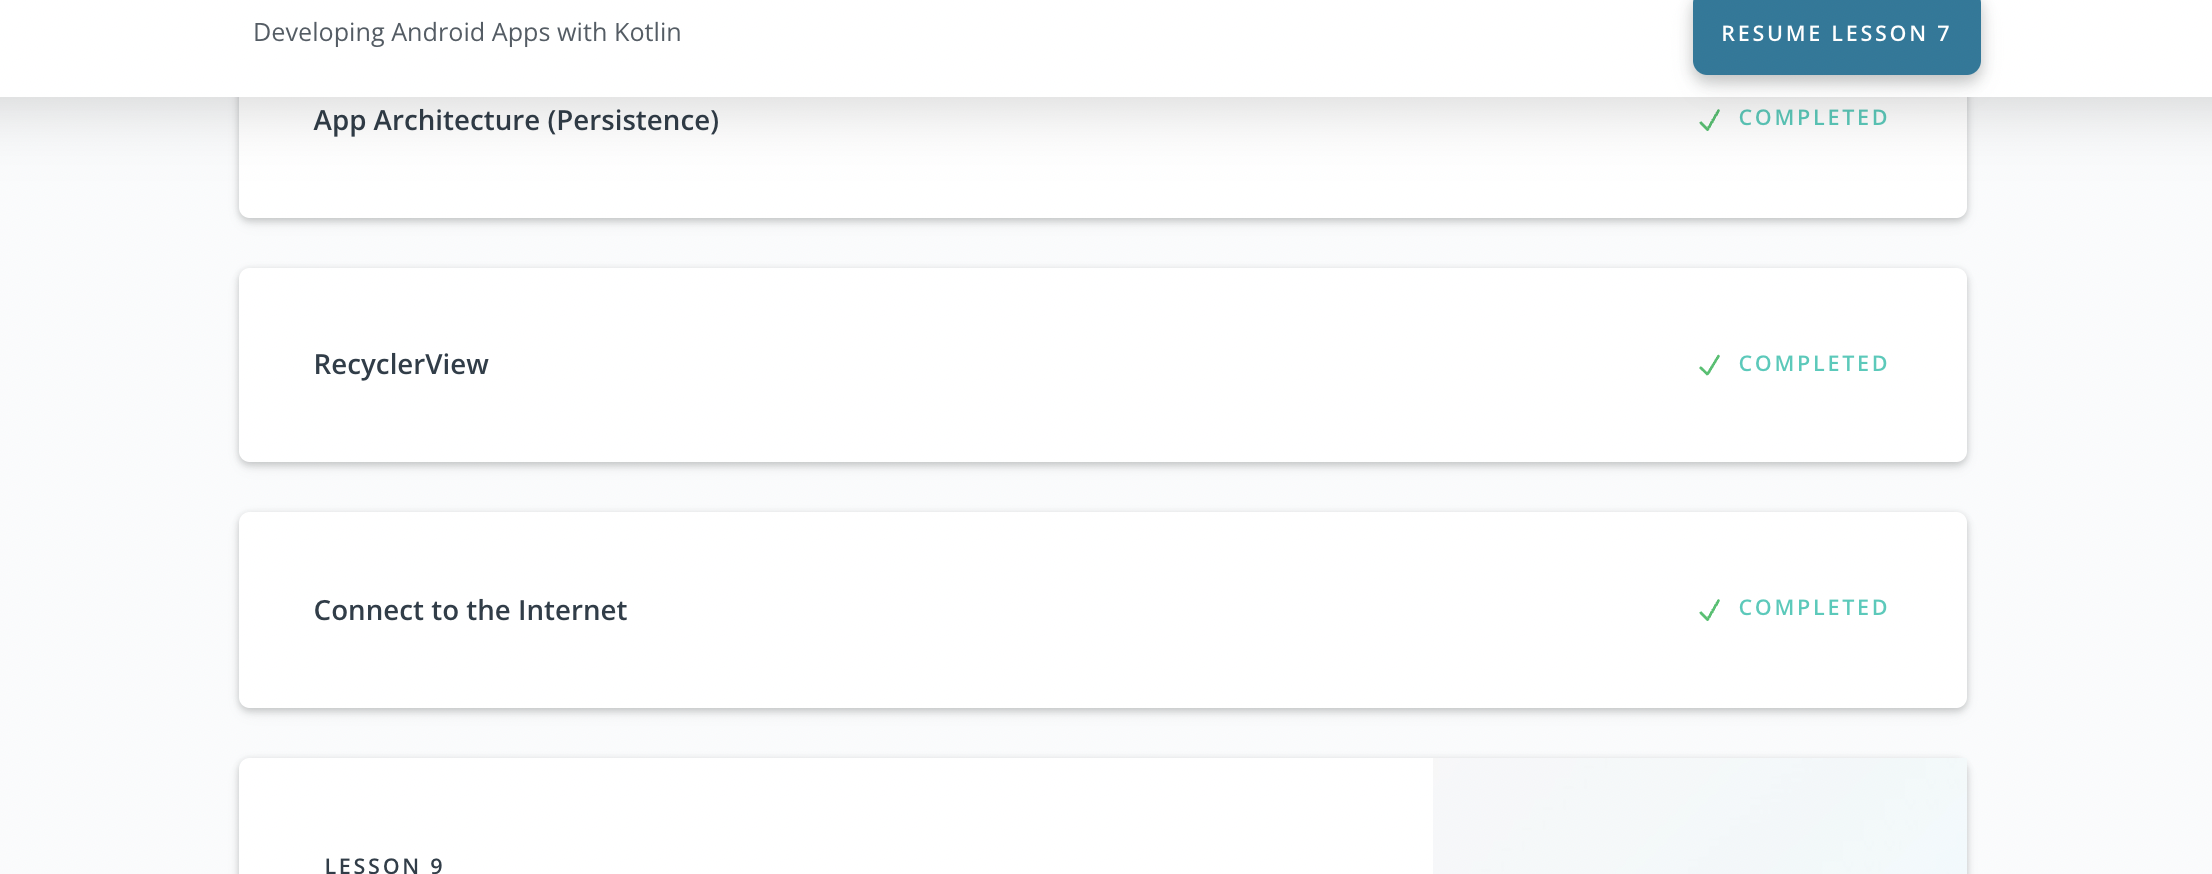 Developing Android Apps with Kotlin
RESUME LESSON 7
App Architecture (Persistence)
COMPLETED
RecyclerView
COMPLETED
Connect to the Internet
COMPLETED
LESSON 9